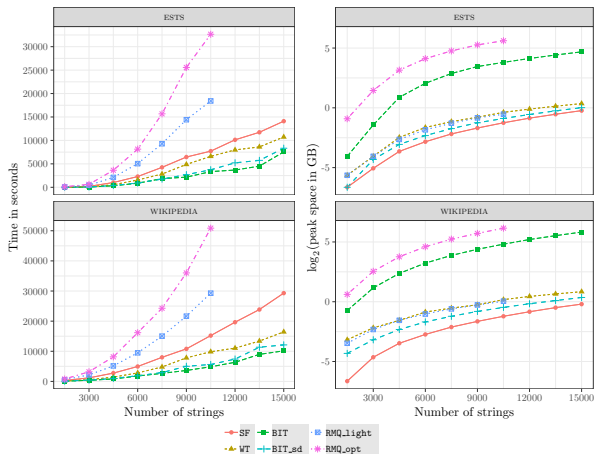 ESTS
ESTS
35000
30000
25000
20000
15000
10000
5000
0
5
0
-5
WIKIPEDIA
WIKIPEDIA
50000
40000
30000
20000
10000
0
5
0
-5
3000 6000 9000 12000 15000
3000 6000 9000 12000 15000
Time in seconds
log2(peak space in GB)
Number of strings
Number of strings
SF BIT RMQ_light
WT BIT_sd RMQ_opt